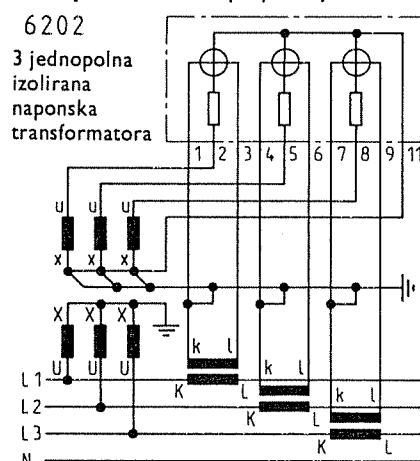 6202
3 jednopolna
izolirana
naponska
transformatora
1 2 3 4 5 6 7 8 9 11
u u u
x x
X X X
U U U
k l
k l
k l
K L
K L
K L
L1
L2
L3
N